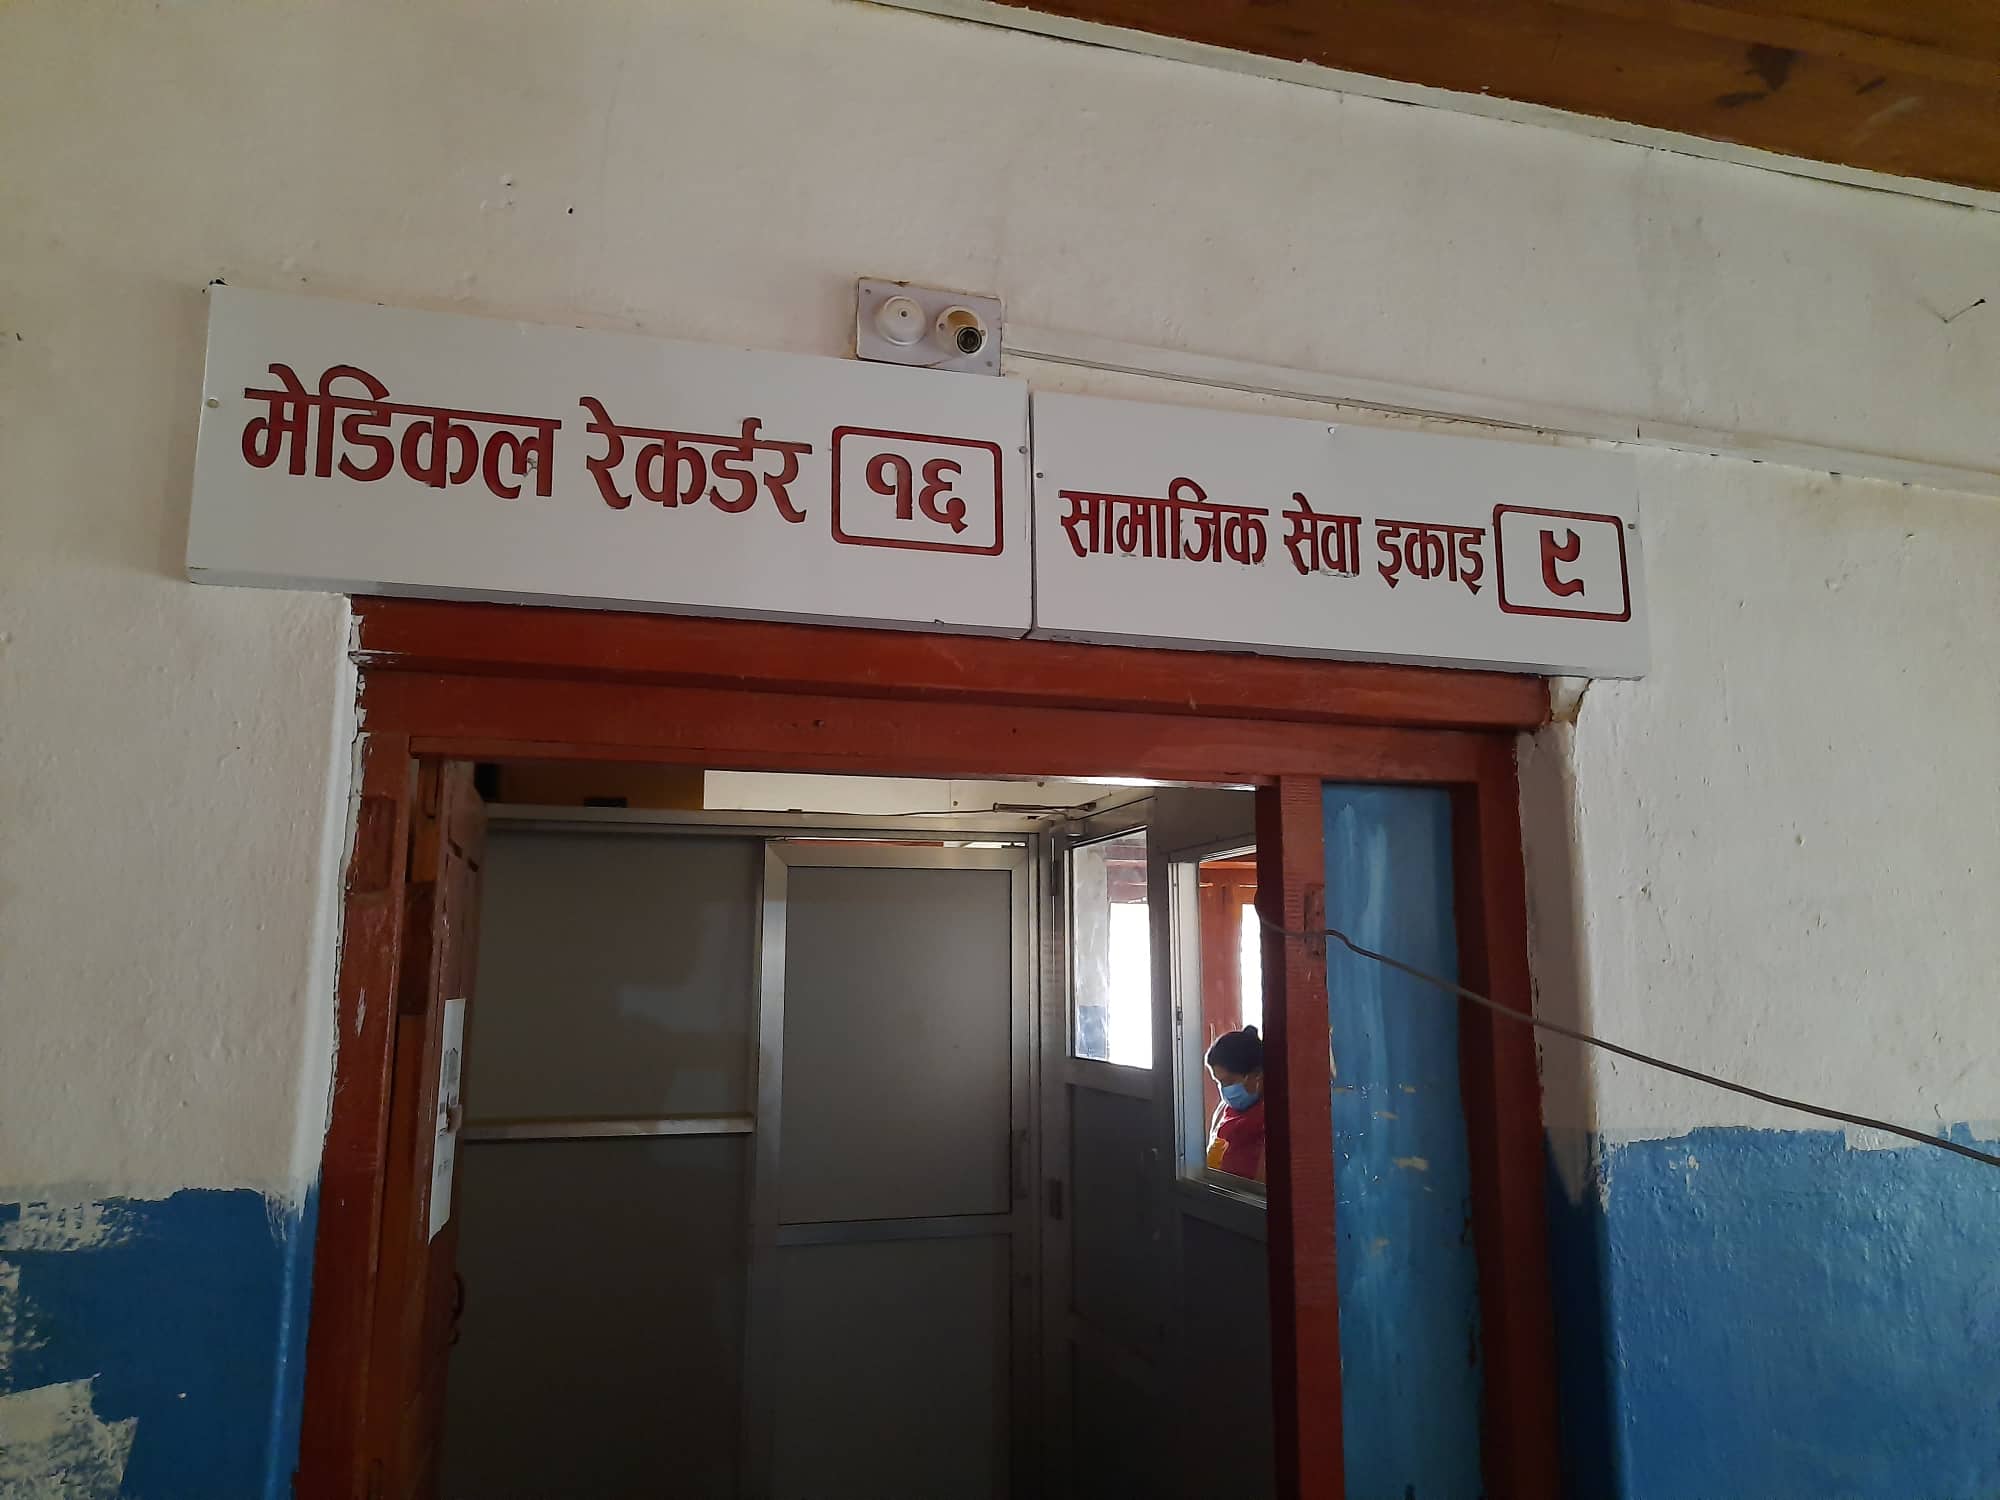 मेडिकल रेकर्डर १६
सामाजिक सेवा इकाइ ९